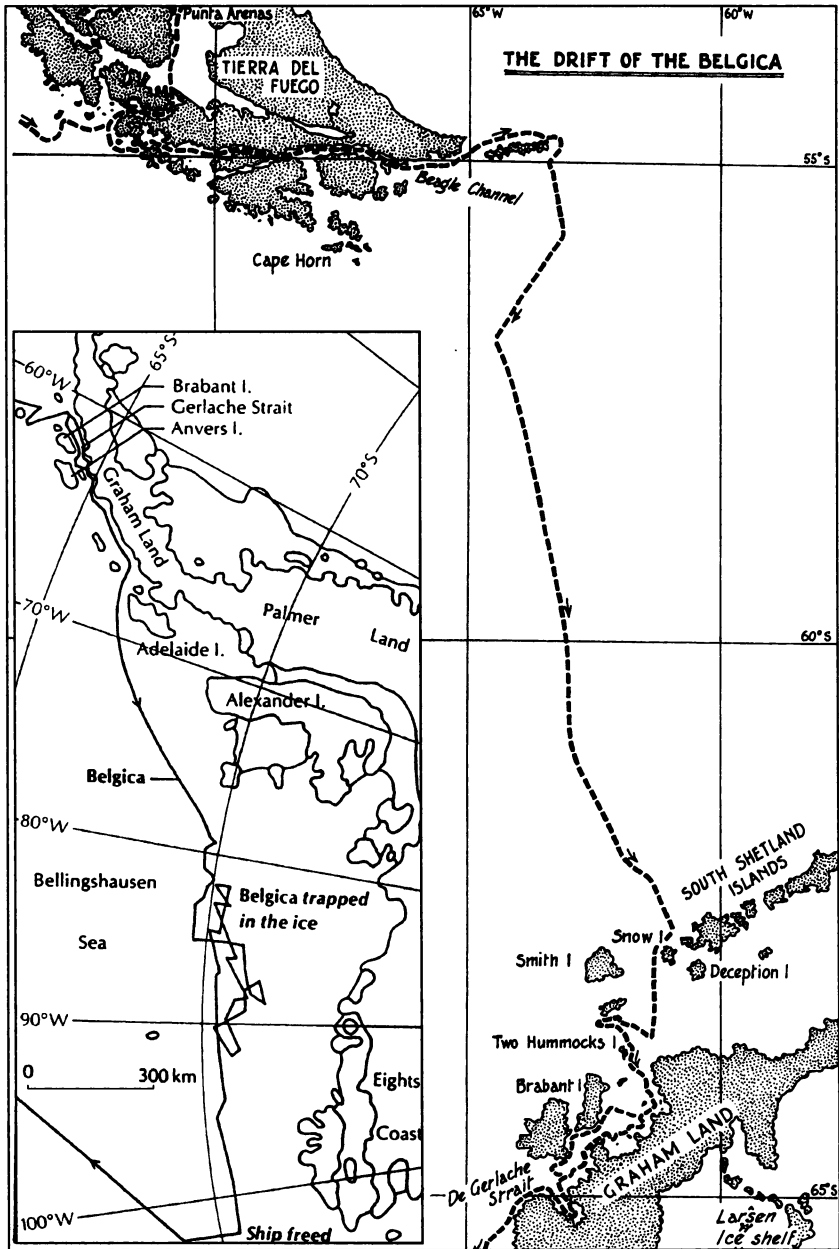 Punta Arenas
65°W
60°W
THE DRIFT OF THE BELGICA
TIERRA DEL
FUEGO
55°S
Beagle Channel
Cape Horn
60°W
65°S
Brabant I.
Gerlache Strait
Anvers I.
70°S
Graham Land
70°W
Palmer
Land
Adelaide I.
Alexander I.
Belgica
80°W
Bellingshausen
Sea
Belgica trapped
in the ice
90°W
0 300 km
Eights
Coast
100°W
Ship freed
60°S
SOUTH SHETLAND
ISLANDS
Snow I
Smith I
Deception I
Two Hummocks I
Brabant I
GRAHAM LAND
De Gerlache
Strait
65°S
Larsen
Ice shelf